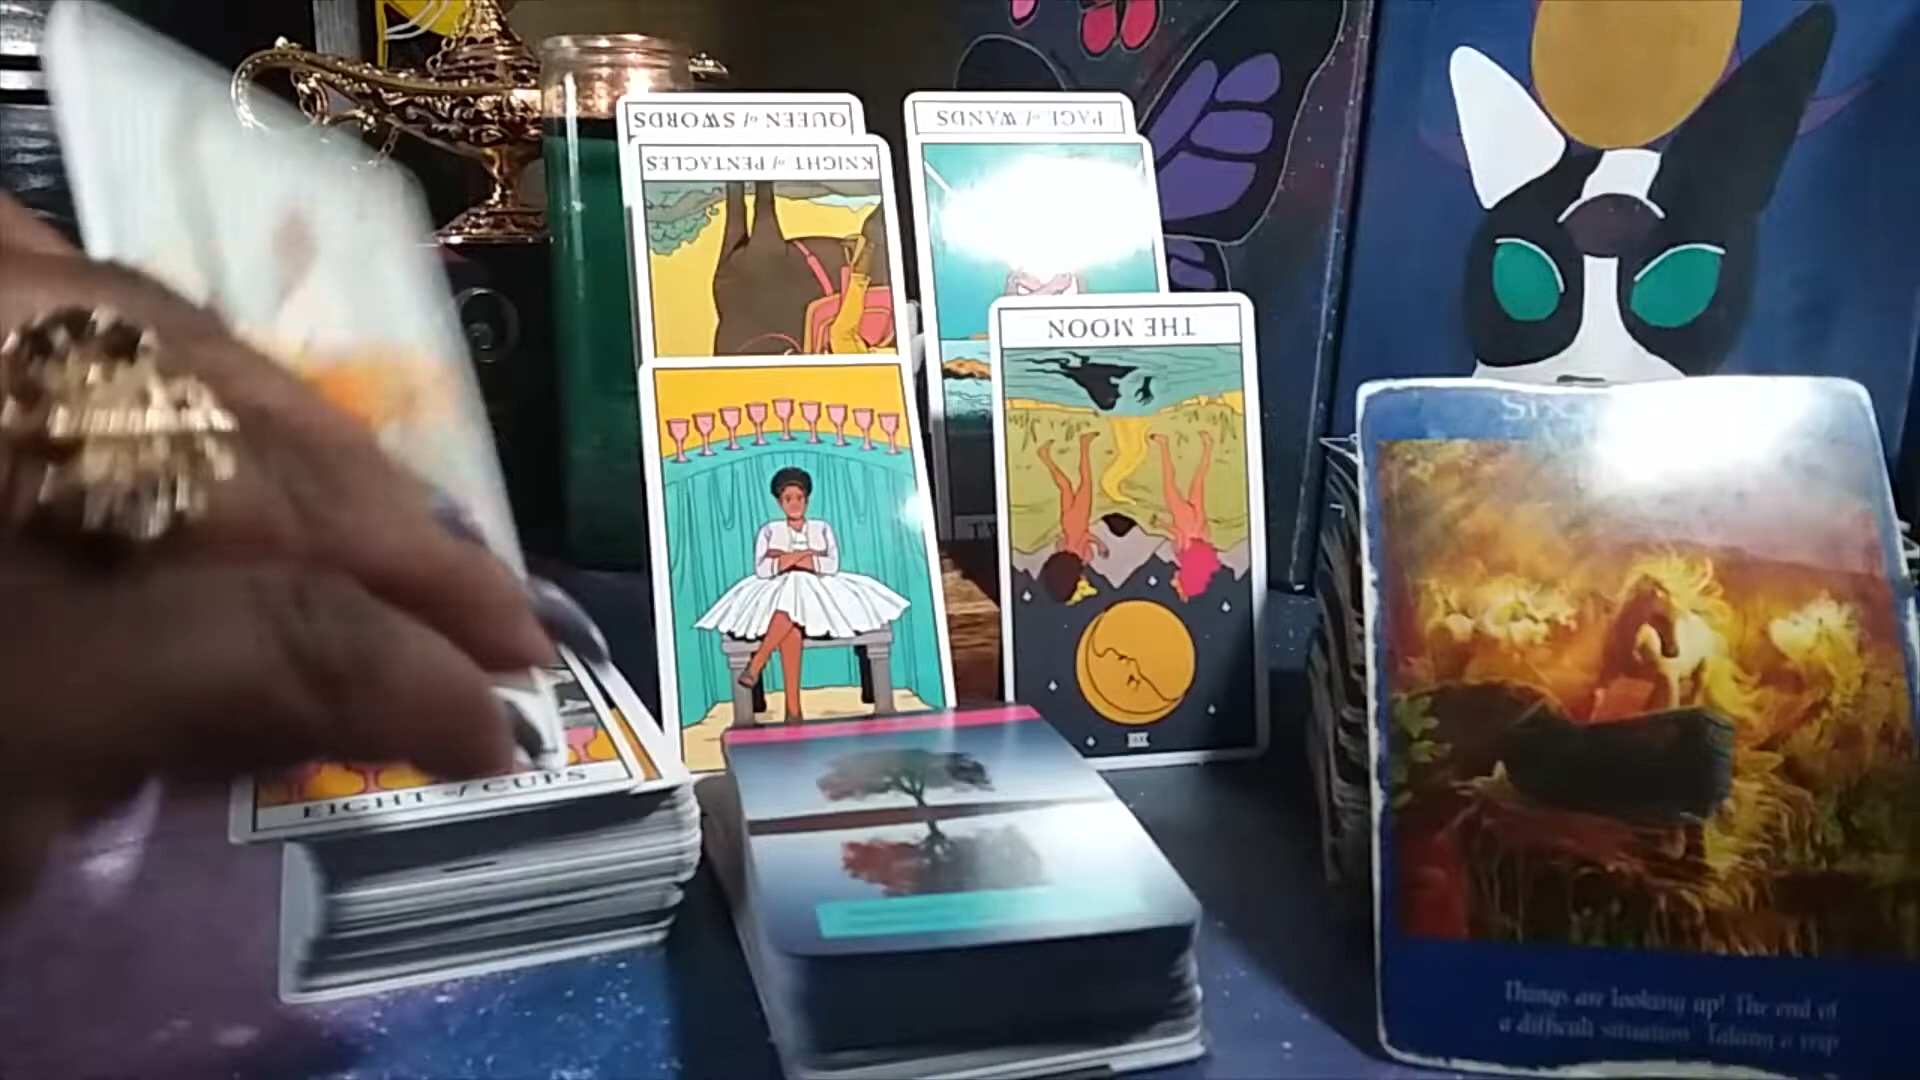 QUEEN of SWORDS
PAGE of WANDS
KNIGHT of PENTACLES
THE MOON
EIGHT of CUPS
Things are looking up! The end of
a difficult situation. Taking a trip